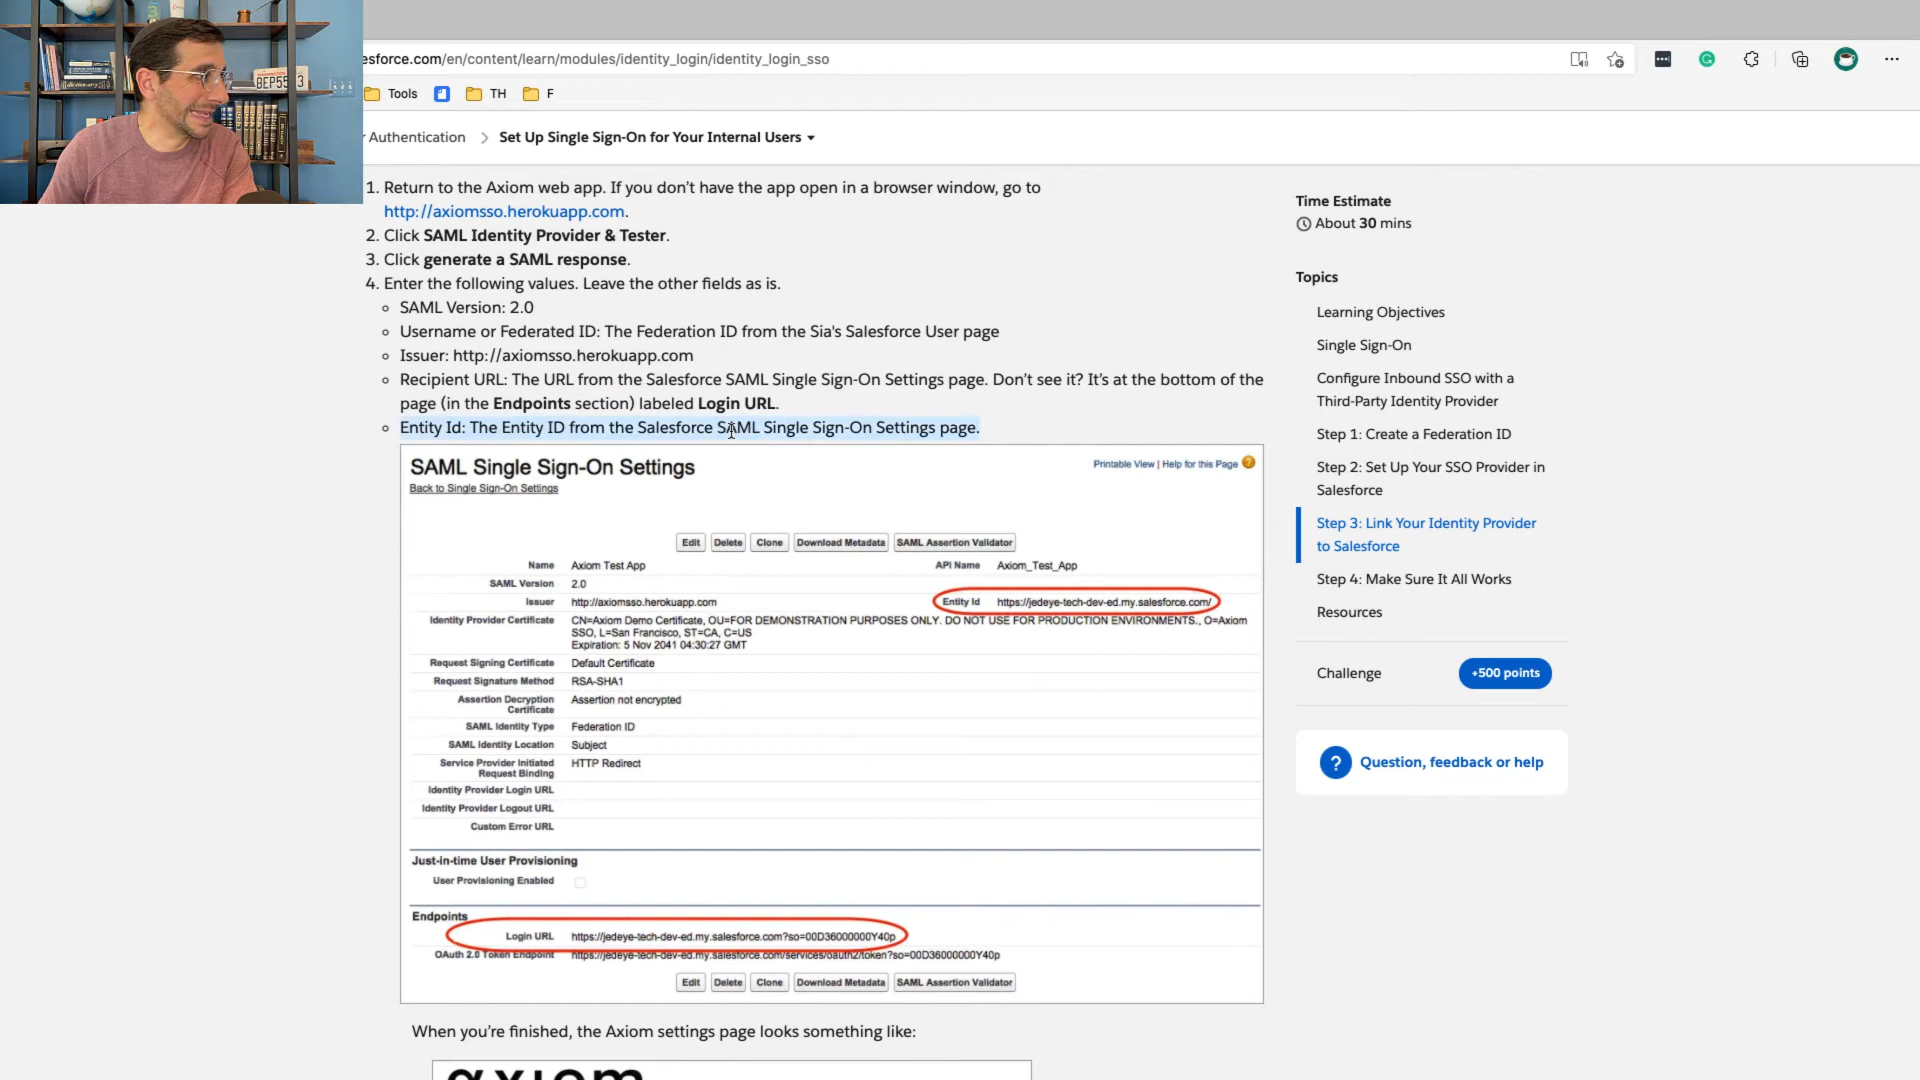 WASHINGTON
BEP5513
esforce.com/en/content/learn/modules/identity_login/identity_login_sso
Tools
TH
F
Authentication
Set Up Single Sign-On for Your Internal Users
1. Return to the Axiom web app. If you don't have the app open in a browser window, go to
http://axiomsso.herokuapp.com.
2. Click SAML Identity Provider & Tester.
3. Click generate a SAML response.
4. Enter the following values. Leave the other fields as is.
SAML Version: 2.0
Username or Federated ID: The Federation ID from the Sia's Salesforce User page
Issuer: http://axiomsso.herokuapp.com
Recipient URL: The URL from the Salesforce SAML Single Sign-On Settings page. Don't see it? It's at the bottom of the
page (in the Endpoints section) labeled Login URL.
Entity Id: The Entity ID from the Salesforce SAML Single Sign-On Settings page.
SAML Single Sign-On Settings
Printable View | Help for this Page ?
Back to Single Sign-On Settings
Edit Delete Clone Download Metadata SAML Assertion Validator
Name Axiom Test App API Name Axiom_Test_App
SAML Version 2.0
Issuer http://axiomsso.herokuapp.com Entity Id https://jedeye-tech-dev-ed.my.salesforce.com/
Identity Provider Certificate CN=Axiom Demo Certificate, OU=FOR DEMONSTRATION PURPOSES ONLY. DO NOT USE FOR PRODUCTION ENVIRONMENTS., O=Axiom
SSO, L=San Francisco, ST=CA, C=US
Expiration: 5 Nov 2041 04:30:27 GMT
Request Signing Certificate Default Certificate
Request Signature Method RSA-SHA1
Assertion Decryption Assertion not encrypted
Certificate
SAML Identity Type Federation ID
SAML Identity Location Subject
Service Provider Initiated HTTP Redirect
Request Binding
Identity Provider Login URL
Identity Provider Logout URL
Custom Error URL
Just-in-time User Provisioning
User Provisioning Enabled
Endpoints
Login URL https://jedeye-tech-dev-ed.my.salesforce.com?so=00D36000000Y40p
OAuth 2.0 Token Endpoint https://jedeye-tech-dev-ed.my.salesforce.com/services/oauth2/token?so=00D36000000Y40p
Edit Delete Clone Download Metadata SAML Assertion Validator
When you're finished, the Axiom settings page looks something like:
axiom
Time Estimate
About 30 mins
Topics
Learning Objectives
Single Sign-On
Configure Inbound SSO with a
Third-Party Identity Provider
Step 1: Create a Federation ID
Step 2: Set Up Your SSO Provider in
Salesforce
Step 3: Link Your Identity Provider
to Salesforce
Step 4: Make Sure It All Works
Resources
Challenge
+500 points
? Question, feedback or help